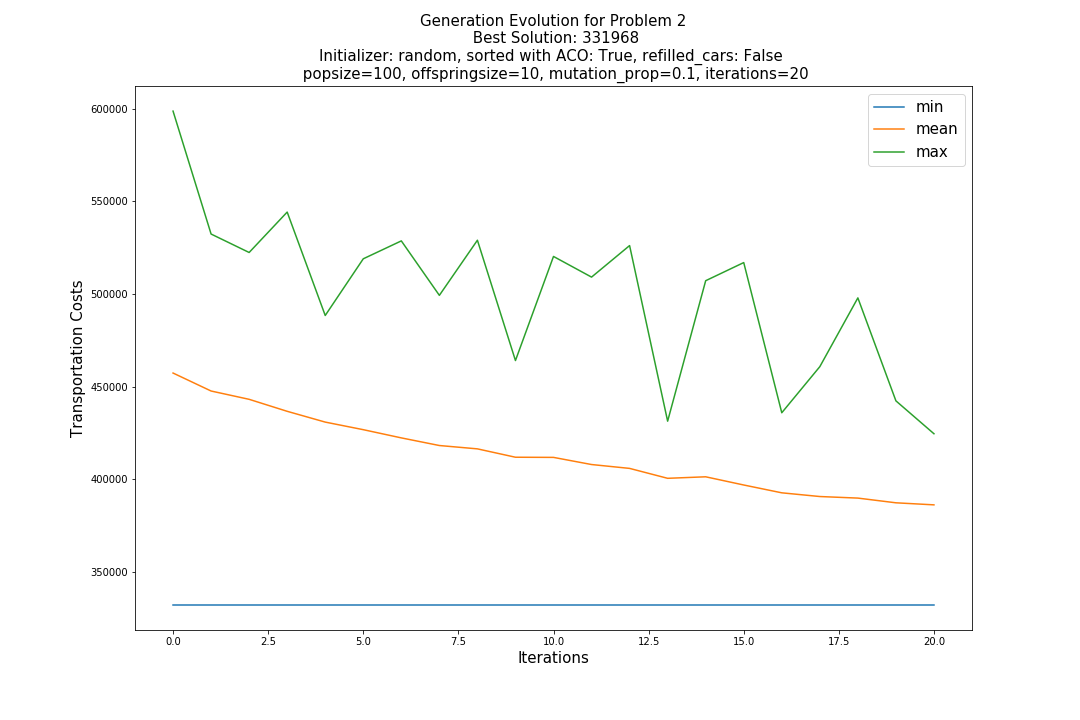 Generation Evolution for Problem 2
Best Solution: 331968
Initializer: random, sorted with ACO: True, refilled_cars: False
popsize=100, offspringsize=10, mutation_prop=0.1, iterations=20
min
mean
max
Transportation Costs
600000
550000
500000
450000
400000
350000
0.0 2.5 5.0 7.5 10.0 12.5 15.0 17.5 20.0
Iterations